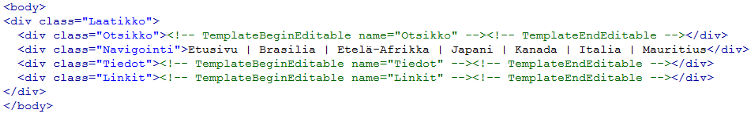 <body>
<div class="Laatikko">
  <div class="Otsikko"><!-- TemplateBeginEditable name="Otsikko" --><!-- TemplateEndEditable --></div>
  <div class="Navigointi">Etusivu | Brasilia | Etelä-Afrikka | Japani | Kanada | Italia | Mauritius</div>
  <div class="Tiedot"><!-- TemplateBeginEditable name="Tiedot" --><!-- TemplateEndEditable --></div>
  <div class="Linkit"><!-- TemplateBeginEditable name="Linkit" --><!-- TemplateEndEditable --></div>
</div>
</body>